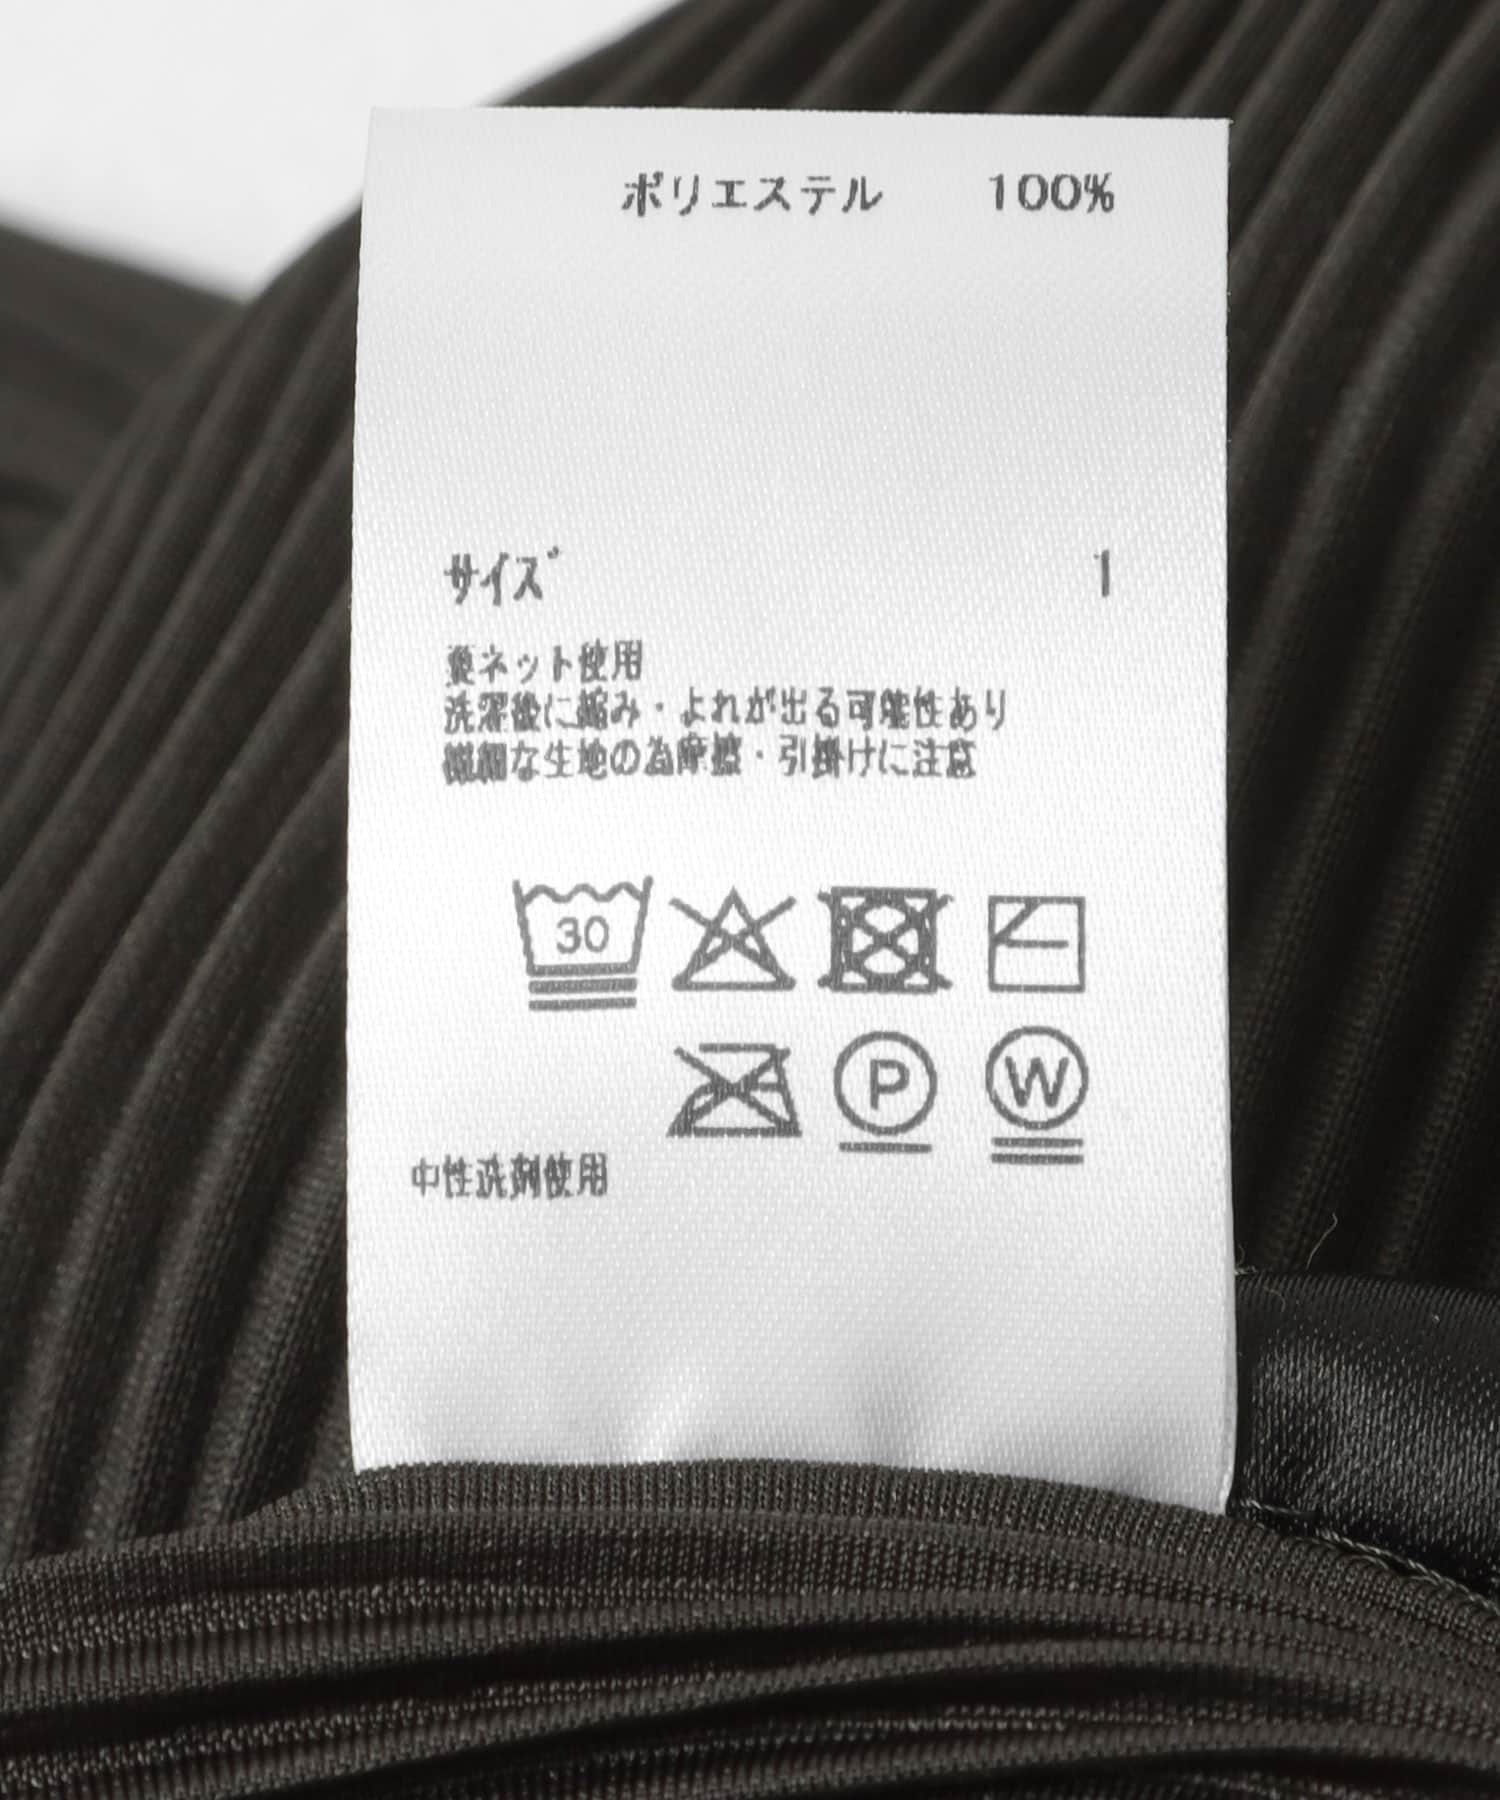 ポリエステル 100%
サイズ 1
要ネット使用
洗濯後に縮み・よれが出る可能性あり
繊細な生地の為摩擦・引掛けに注意
30
P W
中性洗剤使用